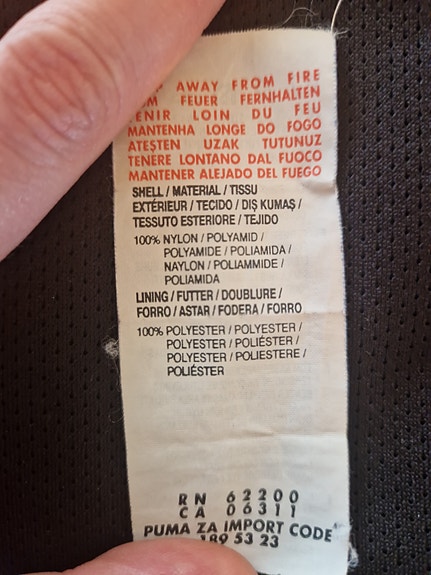 AWAY FROM FIRE
FEUER FERNHALTEN
TENIR LOIN DU FEU
MANTENHA LONGE DO FOGO
ATEŞTEN UZAK TUTUNUZ
TENERE LONTANO DAL FUOCO
MANTENER ALEJADO DEL FUEGO
SHELL / MATERIAL / TISSU
EXTÉRIEUR / TECIDO / DIŞ KUMAŞ /
TESSUTO ESTERIORE / TEJIDO
100% NYLON / POLYAMID /
POLYAMIDE / POLIAMIDA /
NAYLON / POLIAMMIDE /
POLIAMIDA
LINING / FUTTER / DOUBLURE /
FORRO / ASTAR / FODERA / FORRO
100% POLYESTER / POLYESTER /
POLYESTER / POLIÉSTER /
POLYESTER / POLIESTERE /
POLIÉSTER
RN 62200
CA 06311
PUMA ZA IMPORT CODE
189 53 23